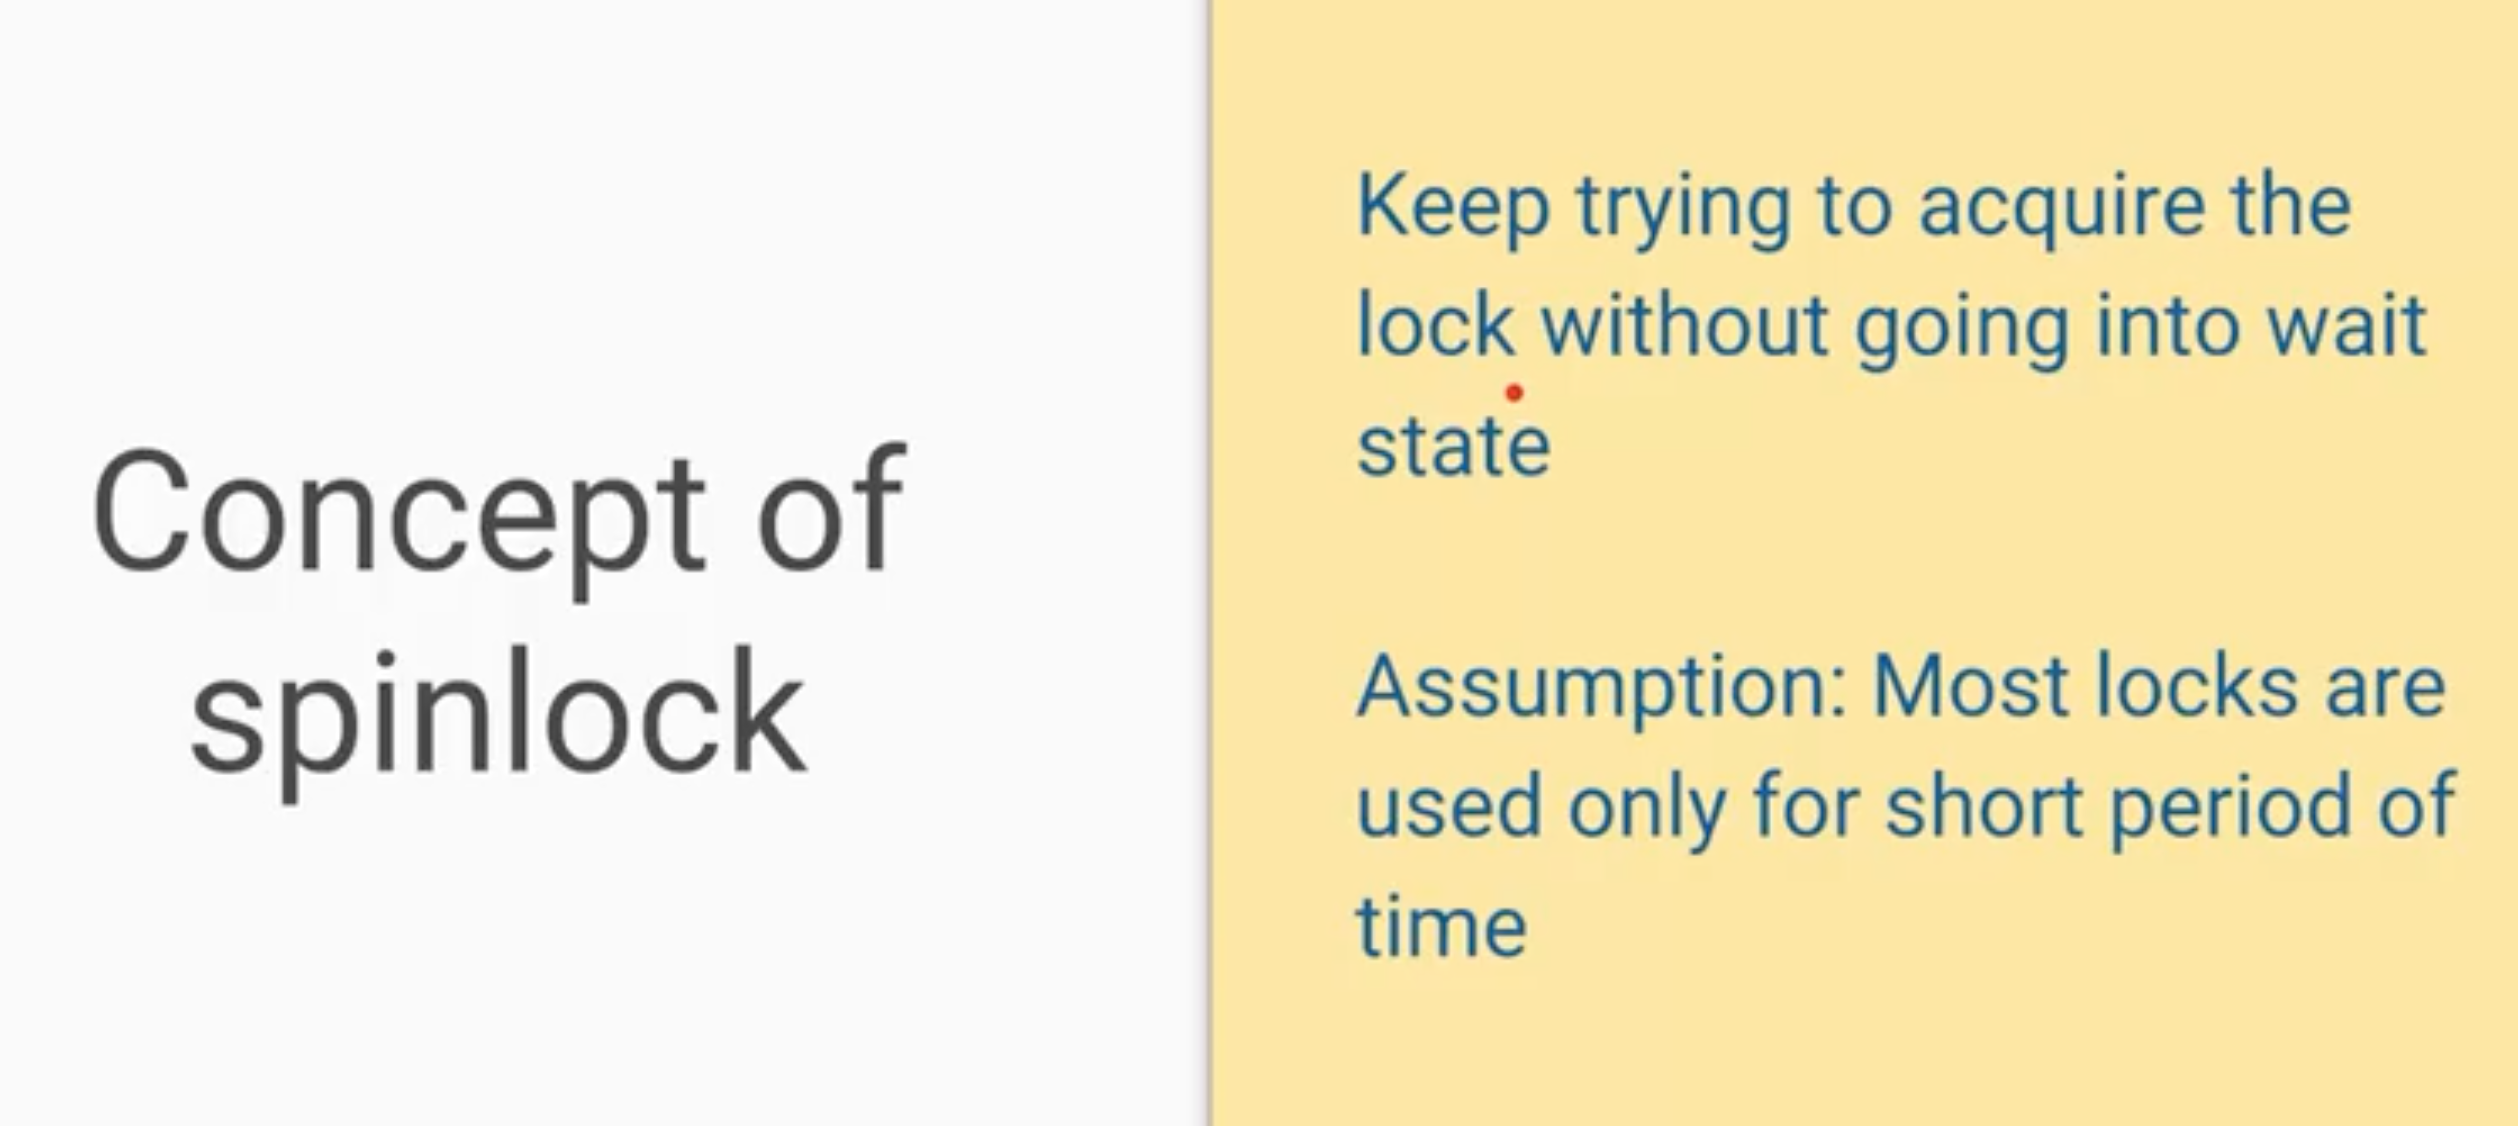 Concept of
spinlock
Keep trying to acquire the
lock without going into wait
state
Assumption: Most locks are
used only for short period of
time